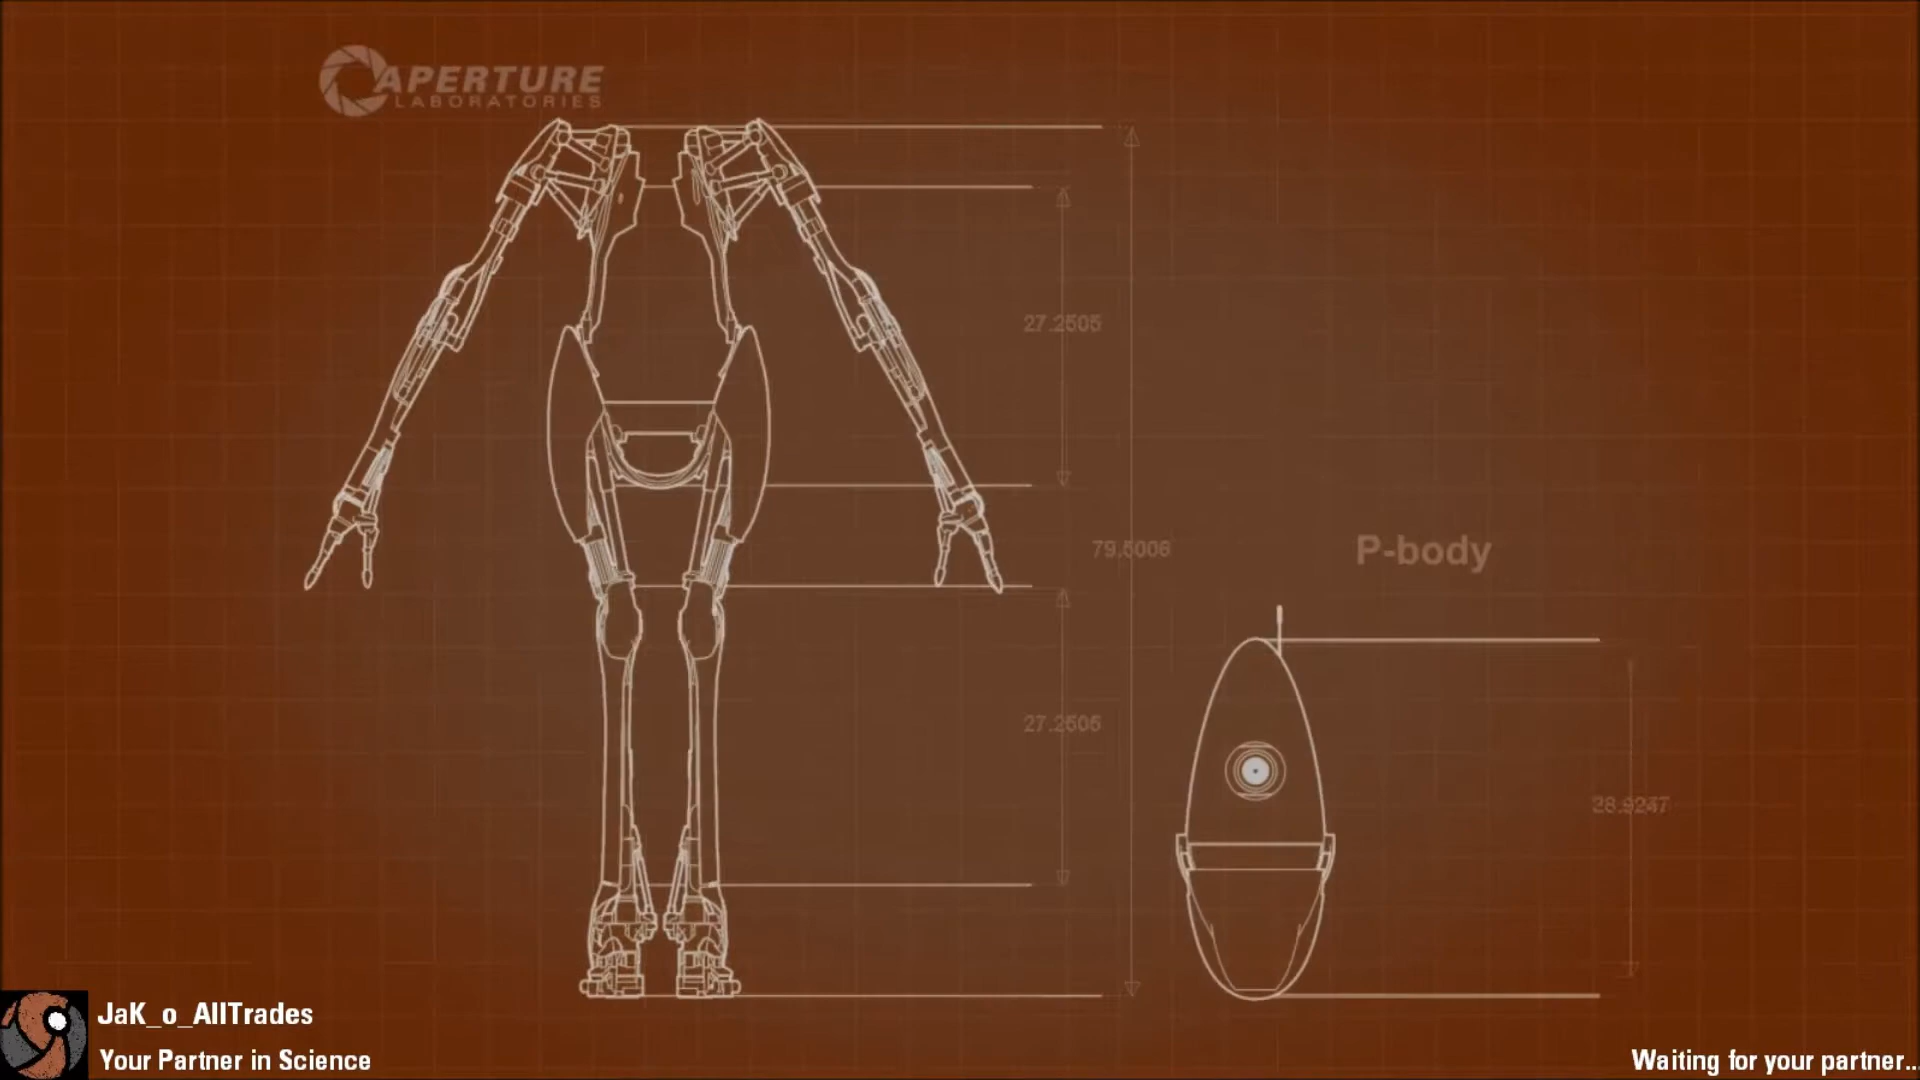 APERTURE
LABORATORIES
27.2505
79.5006
P-body
27.2505
28.9247
JaK_o_AllTrades
Your Partner in Science
Waiting for your partner...